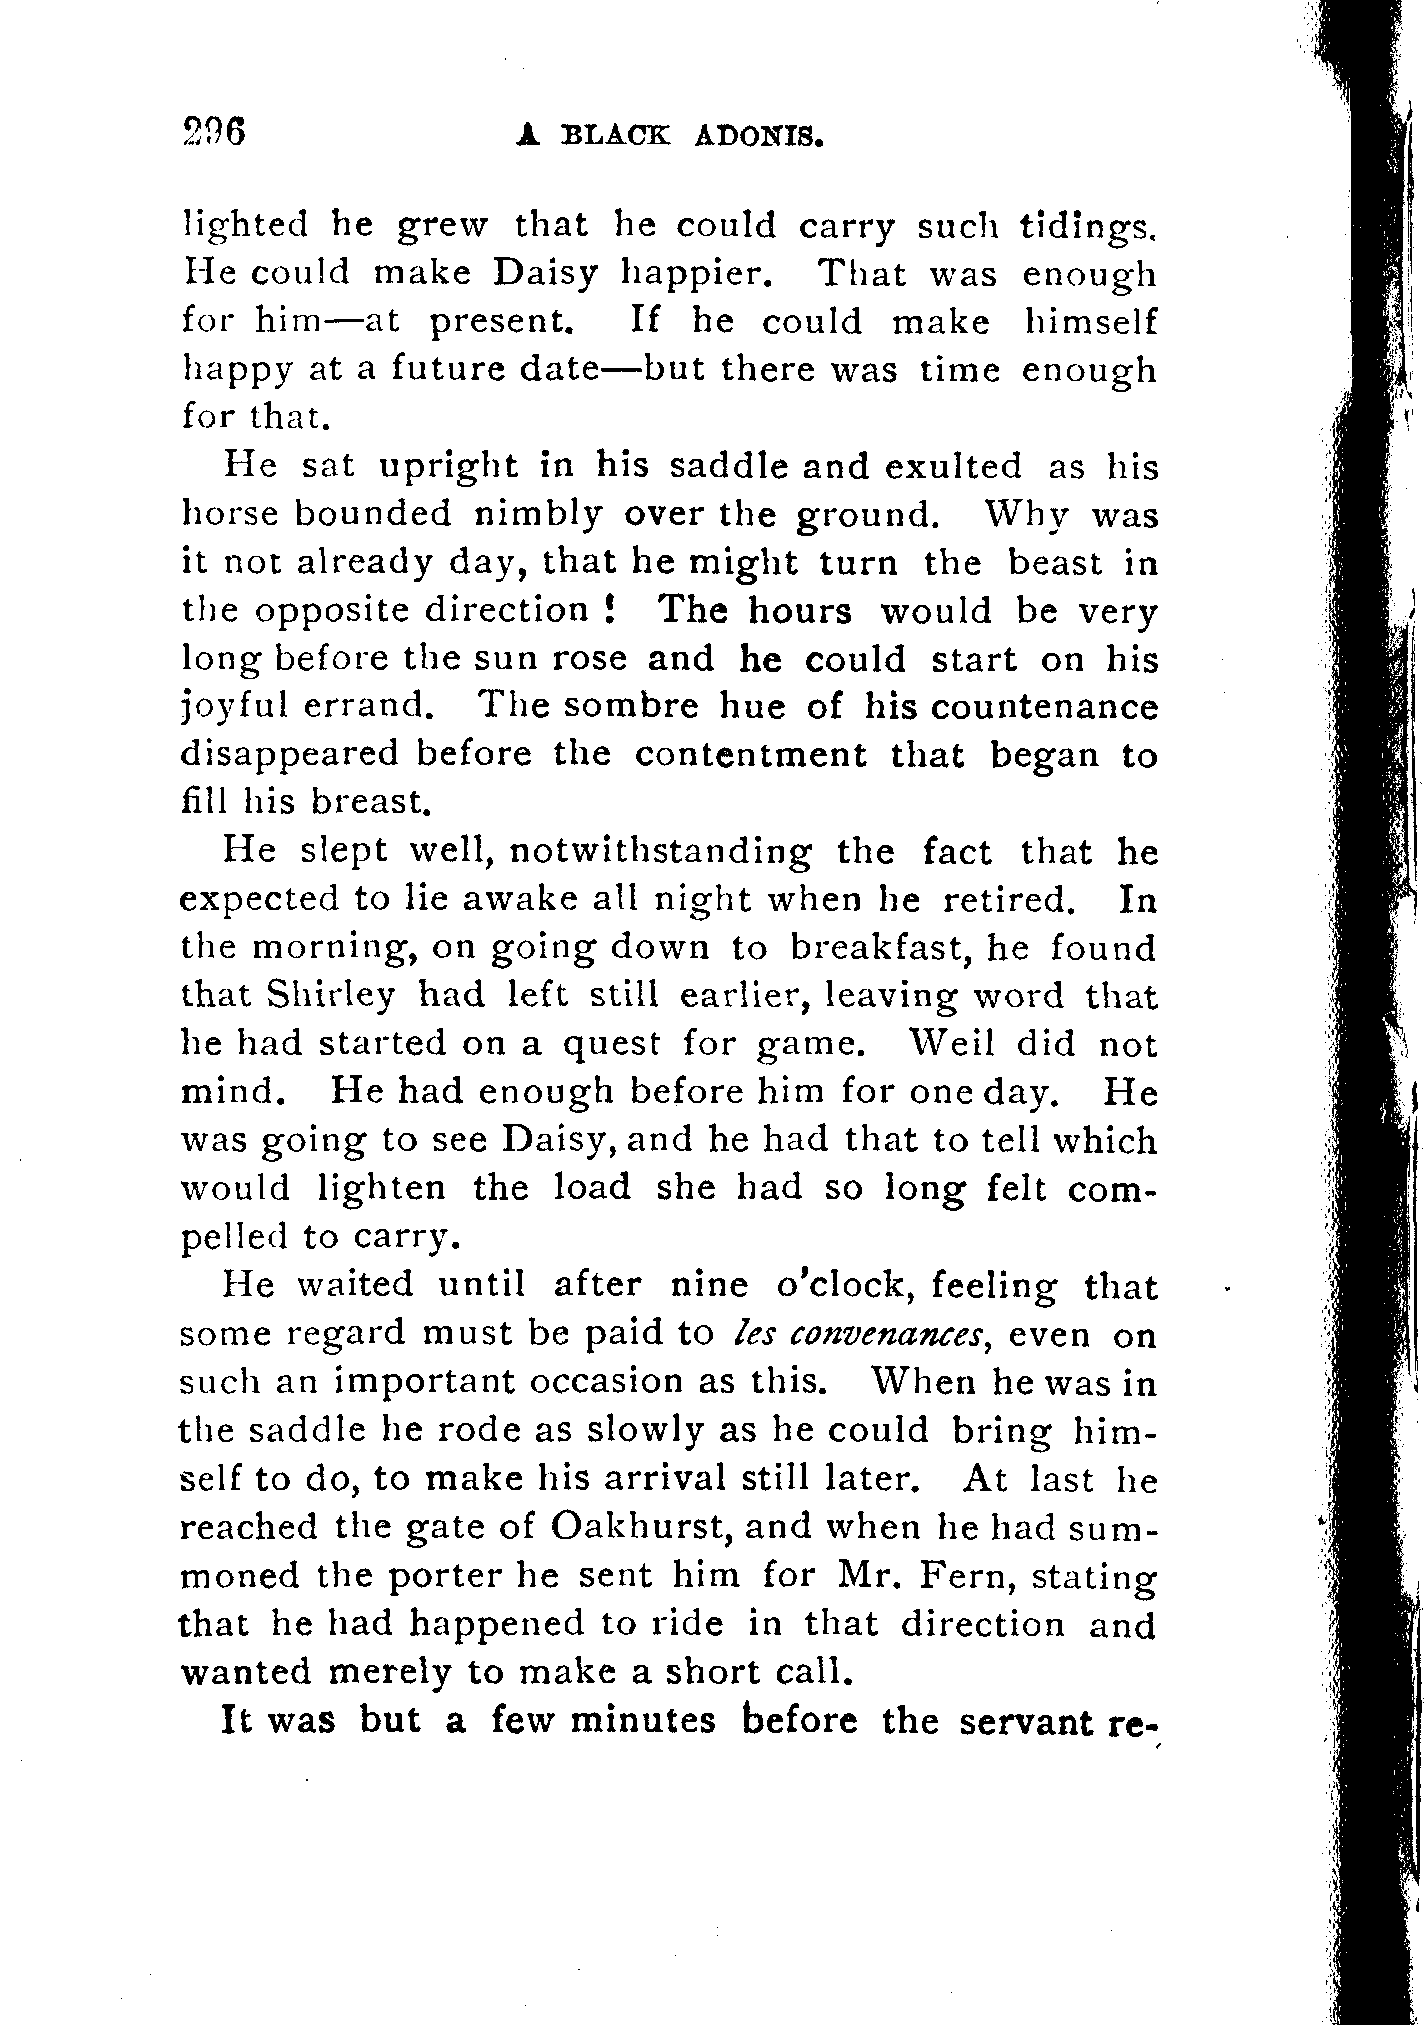 296 A BLACK ADONIS.
lighted he grew that he could carry such tidings.
He could make Daisy happier. That was enough
for him—at present. If he could make himself
happy at a future date—but there was time enough
for that.
He sat upright in his saddle and exulted as his
horse bounded nimbly over the ground. Why was
it not already day, that he might turn the beast in
the opposite direction ! The hours would be very
long before the sun rose and he could start on his
joyful errand. The sombre hue of his countenance
disappeared before the contentment that began to
fill his breast.
He slept well, notwithstanding the fact that he
expected to lie awake all night when he retired. In
the morning, on going down to breakfast, he found
that Shirley had left still earlier, leaving word that
he had started on a quest for game. Weil did not
mind. He had enough before him for one day. He
was going to see Daisy, and he had that to tell which
would lighten the load she had so long felt com-
pelled to carry.
He waited until after nine o'clock, feeling that
some regard must be paid to les convenances, even on
such an important occasion as this. When he was in
the saddle he rode as slowly as he could bring him-
self to do, to make his arrival still later. At last he
reached the gate of Oakhurst, and when he had sum-
moned the porter he sent him for Mr. Fern, stating
that he had happened to ride in that direction and
wanted merely to make a short call.
It was but a few minutes before the servant re-